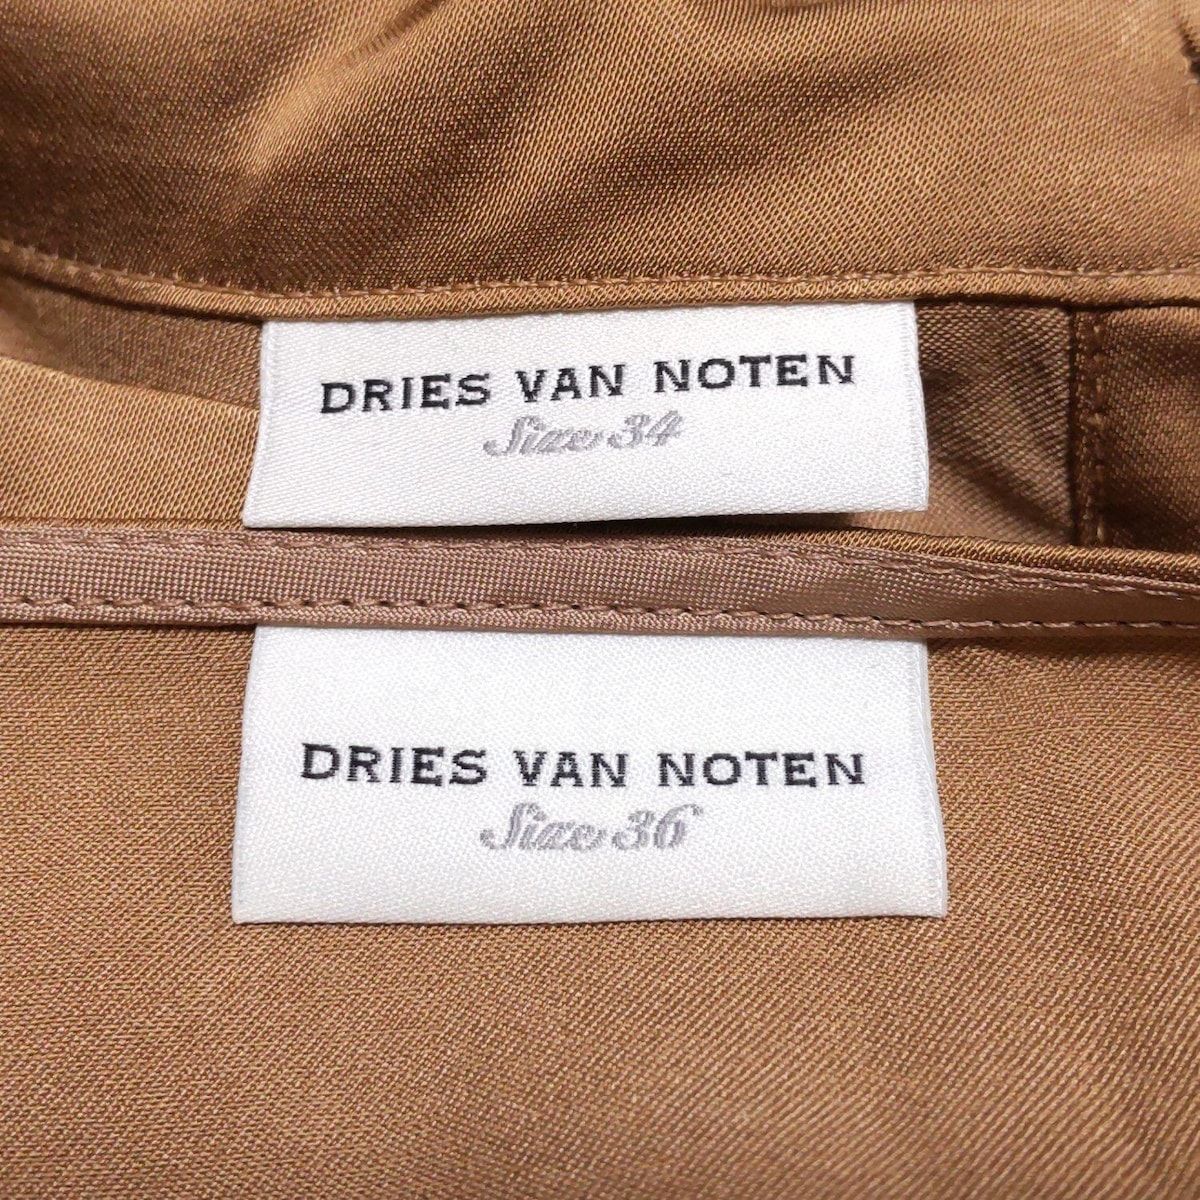 DRIES VAN NOTEN
Size 34
DRIES VAN NOTEN
Size 36